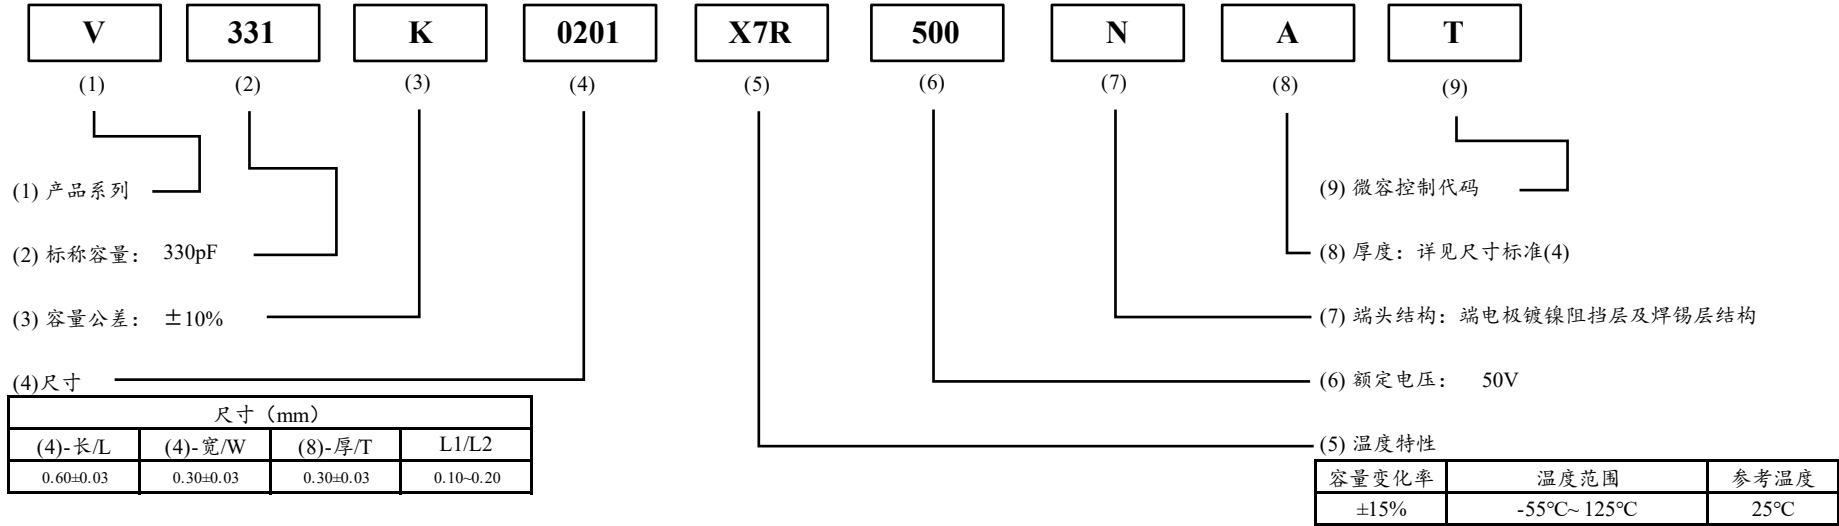 V 331 K 0201 X7R 500 N A T
(1) (2) (3) (4) (5) (6) (7) (8) (9)
(1) 产品系列
(9) 微容控制代码
(2) 标称容量： 330pF
(8) 厚度：详见尺寸标准(4)
(3) 容量公差： ±10%
(7) 端头结构：端电极镀镍阻挡层及焊锡层结构
(4)尺寸
(6) 额定电压： 50V
尺寸（mm）
(4)-长/L (4)-宽/W (8)-厚/T L1/L2
0.60±0.03 0.30±0.03 0.30±0.03 0.10~0.20
(5) 温度特性
容量变化率 温度范围 参考温度
±15% -55℃~ 125℃ 25℃